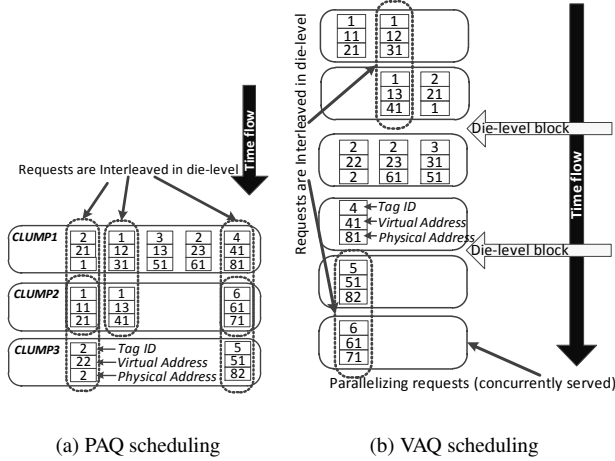 Requests are Interleaved in die-level
Time flow
CLUMP1
2 1 3 2 4
21 12 13 23 41
1 31 51 61 81
CLUMP2
1 1 6
11 13 61
21 41 71
CLUMP3
2 Tag ID 5
22 Virtual Address 51
2 Physical Address 82
(a) PAQ scheduling
Requests are Interleaved in die-level
Time flow
1 1
11 12
21 31
1 2
13 21
41 1
Die-level block
2 2 3
22 23 31
2 61 51
4 Tag ID
41 Virtual Address
81 Physical Address
Die-level block
5
51
82
6
61
71
Parallelizing requests (concurrently served)
(b) VAQ scheduling